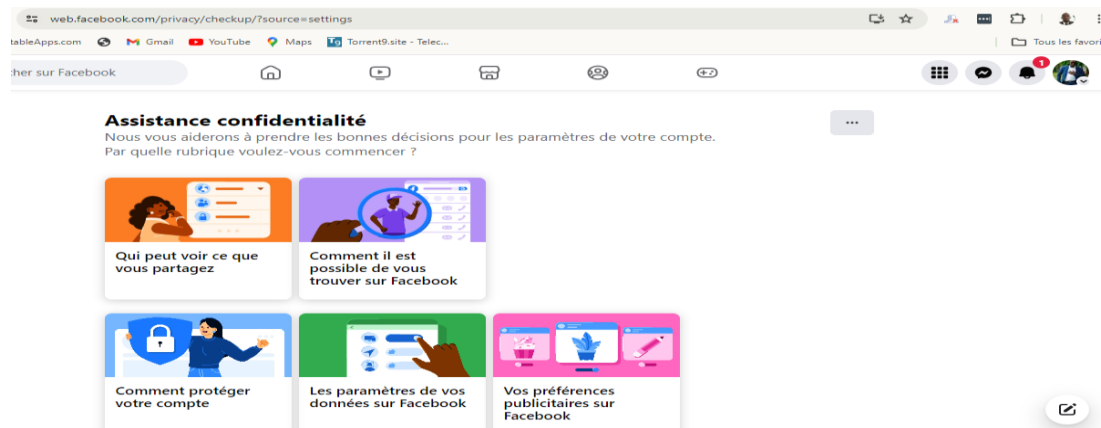 web.facebook.com/privacy/checkup/?source=settings
tableApps.com Gmail YouTube Maps Torrent9.site - Telec... Tous les favori
her sur Facebook
1
Assistance confidentialité
Nous vous aiderons à prendre les bonnes décisions pour les paramètres de votre compte.
Par quelle rubrique voulez-vous commencer ?
Qui peut voir ce que
vous partagez
Comment il est
possible de vous
trouver sur Facebook
Comment protéger
votre compte
Les paramètres de vos
données sur Facebook
Vos préférences
publicitaires sur
Facebook